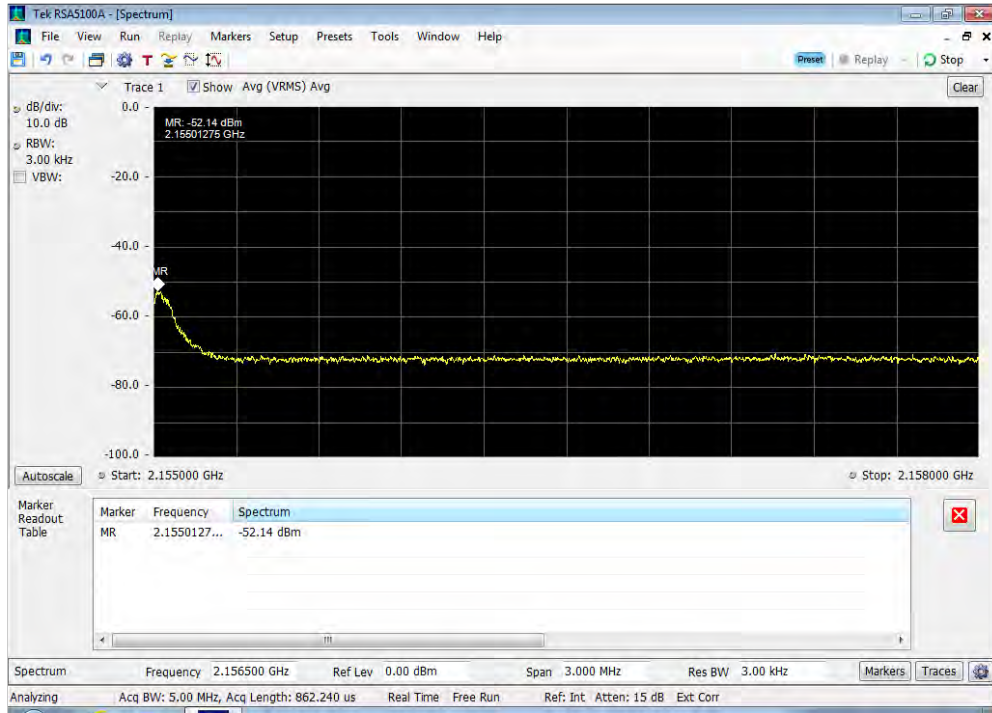 Tek RSA5100A - [Spectrum]
File View Run Replay Markers Setup Presets Tools Window Help
Preset Replay Stop
Trace 1 Show Avg (VRMS) Avg Clear
dB/div:
10.0 dB
RBW:
3.00 kHz
VBW:
0.0
-20.0
-40.0
-60.0
-80.0
-100.0
MR: -52.14 dBm
2.15501275 GHz
MR
Autoscale Start: 2.155000 GHz Stop: 2.158000 GHz
Marker
Readout
Table
Marker Frequency Spectrum
MR 2.1550127... -52.14 dBm
Spectrum Frequency 2.156500 GHz Ref Lev 0.00 dBm Span 3.000 MHz Res BW 3.00 kHz Markers Traces
Analyzing Acq BW: 5.00 MHz, Acq Length: 862.240 us Real Time Free Run Ref: Int Atten: 15 dB Ext Corr